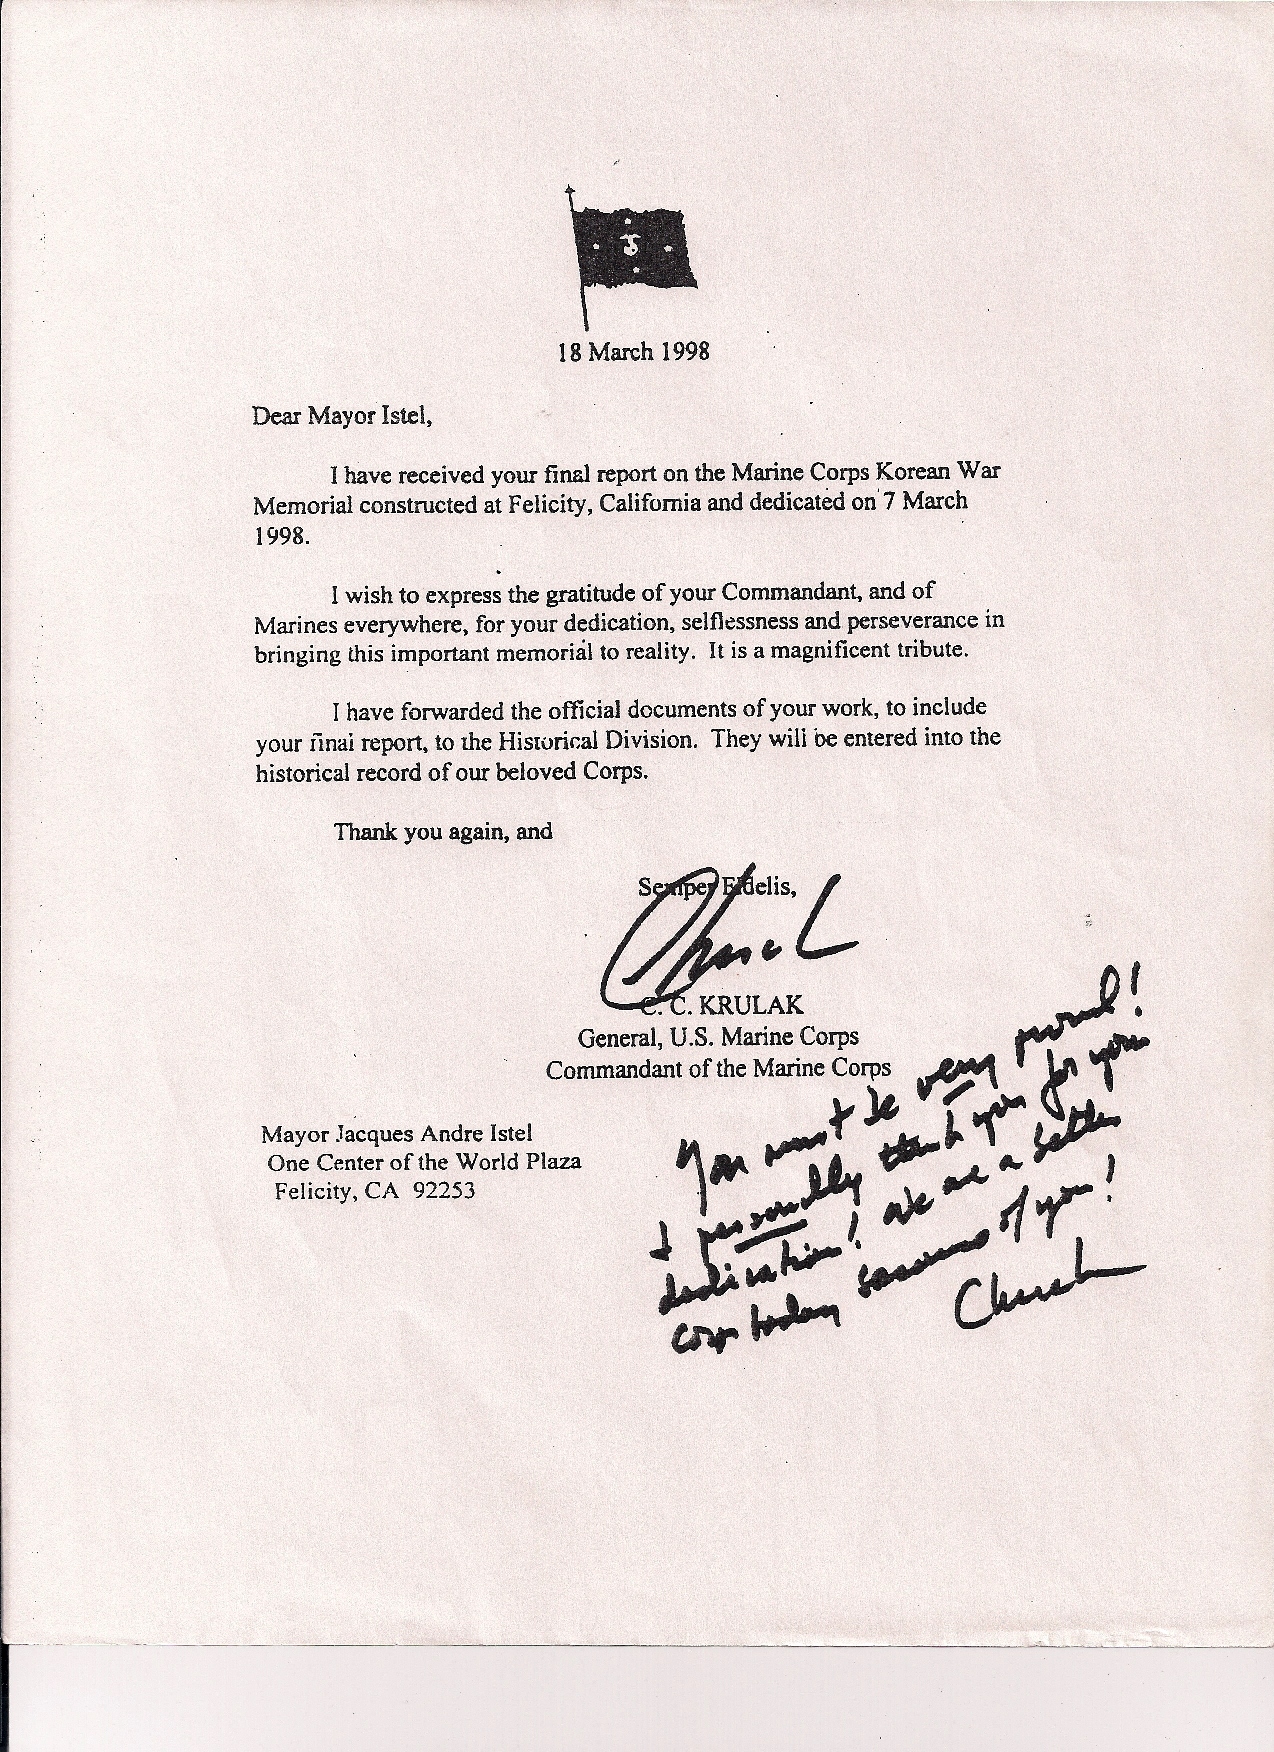 18 March 1998
Dear Mayor Istel,
I have received your final report on the Marine Corps Korean War
Memorial constructed at Felicity, California and dedicated on 7 March
1998.
I wish to express the gratitude of your Commandant, and of
Marines everywhere, for your dedication, selflessness and perseverance in
bringing this important memorial to reality. It is a magnificent tribute.
I have forwarded the official documents of your work, to include
your final report, to the Historical Division. They will be entered into the
historical record of our beloved Corps.
Thank you again, and
Semper Fidelis,
Chuck
C. C. KRULAK
General, U.S. Marine Corps
Commandant of the Marine Corps
Mayor Jacques Andre Istel
One Center of the World Plaza
Felicity, CA 92253
You must be very proud!
I personally thank you for your
dedication! We are a better
Corps today because of you!
Chuck